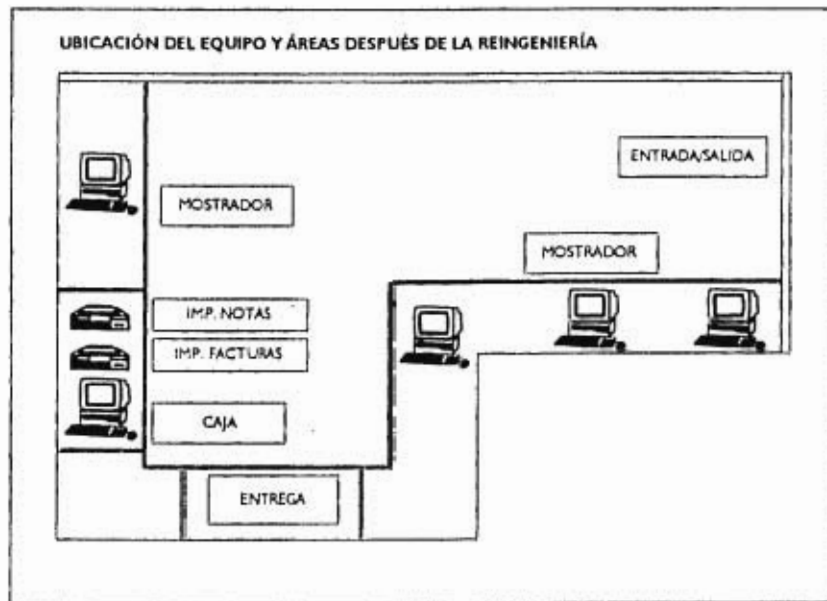 UBICACIÓN DEL EQUIPO Y ÁREAS DESPUÉS DE LA REINGENIERÍA
ENTRADA/SALIDA
MOSTRADOR
MOSTRADOR
IMP. NOTAS
IMP. FACTURAS
CAJA
ENTREGA